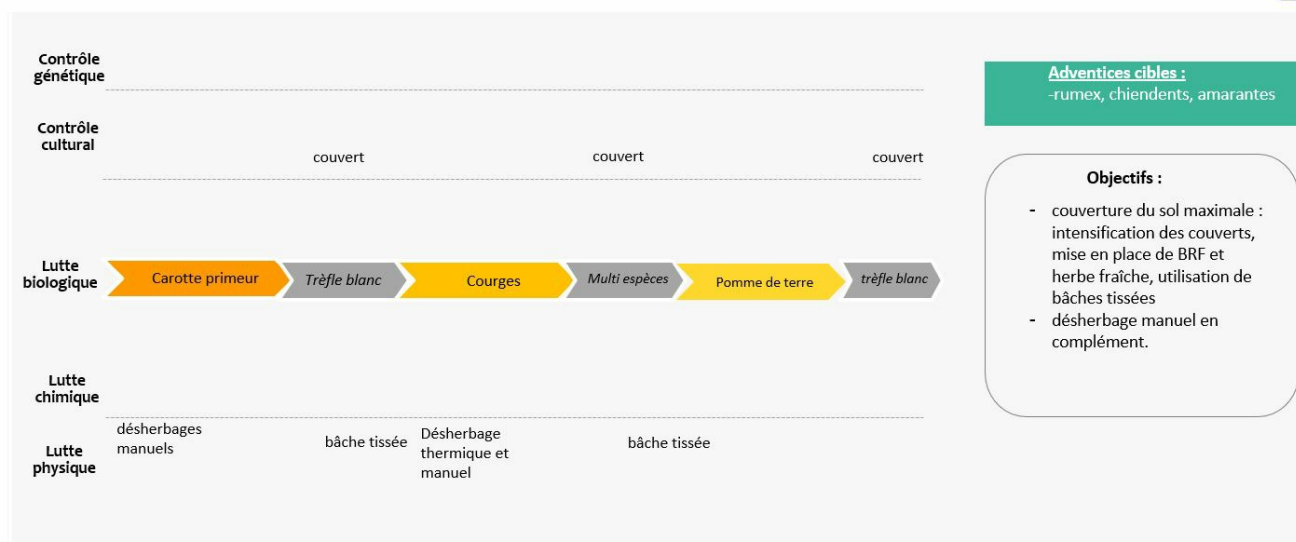 Contrôle
génétique
Contrôle
cultural
couvert
couvert
couvert
Lutte
biologique
Carotte primeur
Trèfle blanc
Courges
Multi espèces
Pomme de terre
trèfle blanc
Lutte
chimique
Lutte
physique
désherbages
manuels
bâche tissée
Désherbage
thermique et
manuel
bâche tissée
Adventices cibles :
-rumex, chiendents, amarantes
Objectifs :
- couverture du sol maximale :
intensification des couverts,
mise en place de BRF et
herbe fraîche, utilisation de
bâches tissées
- désherbage manuel en
complément.